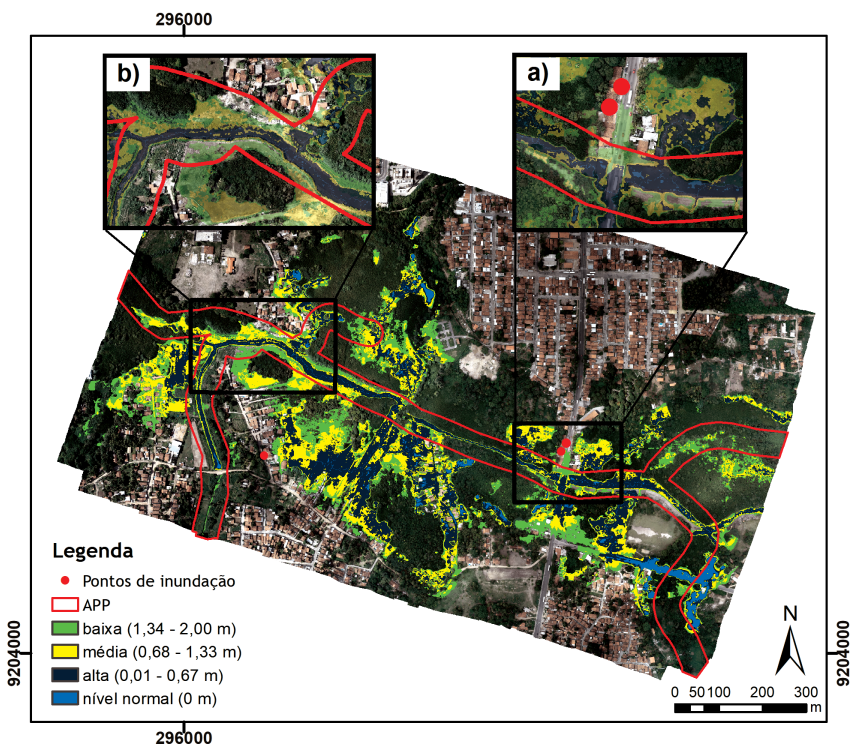 296000
b)
a)
Legenda
Pontos de inundação
APP
baixa (1,34 - 2,00 m)
média (0,68 - 1,33 m)
alta (0,01 - 0,67 m)
nível normal (0 m)
9204000
9204000
N
0 50 100 200 300
m
296000